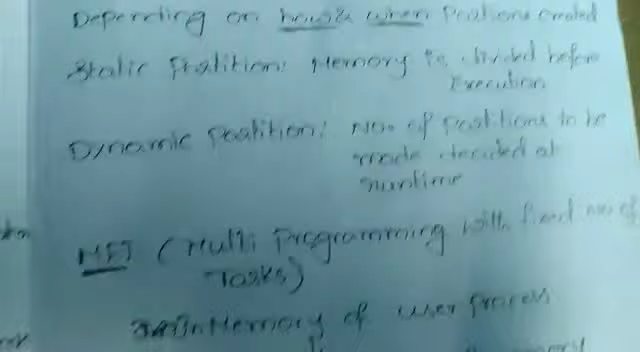 Depending on how & when Partitions created
Static Partition: Memory is divided before
Execution
Dynamic Partition: No. of partitions to be
made decided at
runtime
MFT (Multi Programming with fixed no. of
Tasks)
Memory of user process